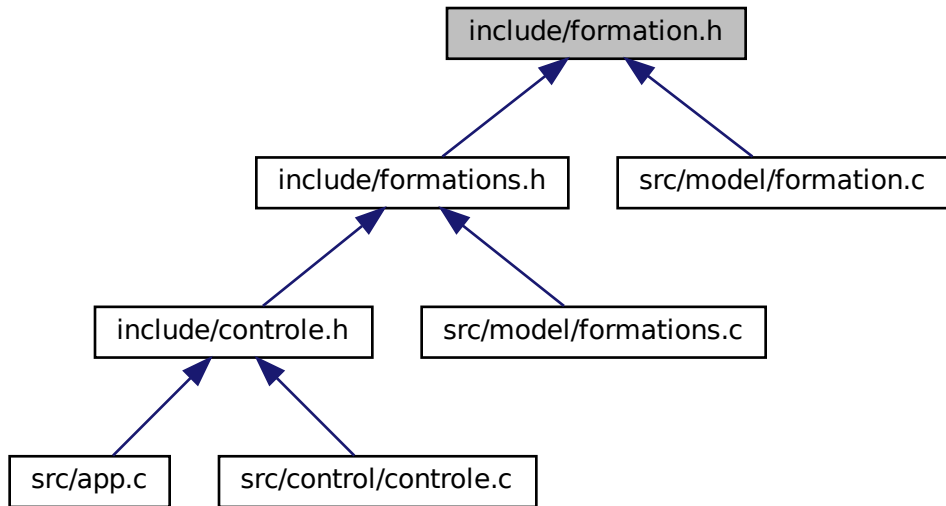 include/formation.h
include/formations.h
src/model/formation.c
include/controle.h
src/model/formations.c
src/app.c
src/control/controle.c